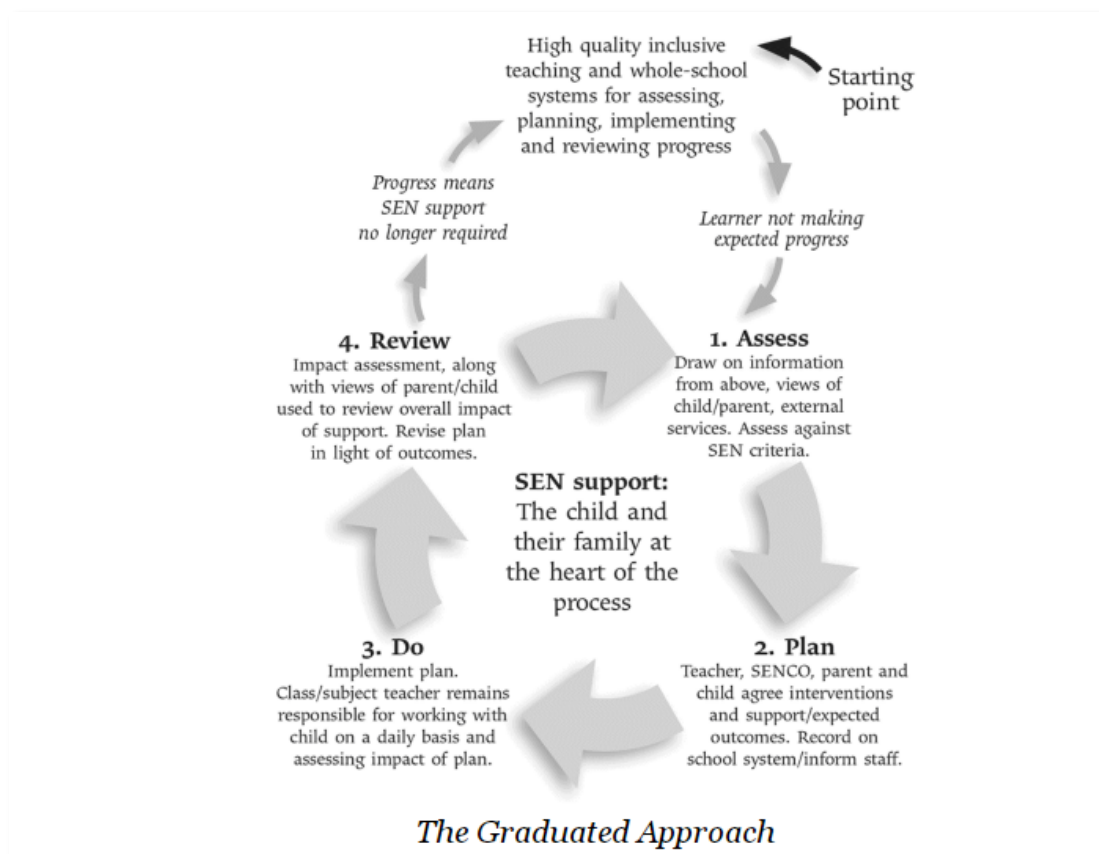 High quality inclusive
teaching and whole-school
systems for assessing,
planning, implementing
and reviewing progress
Starting
point
Learner not making
expected progress
1. Assess
Draw on information
from above, views of
child/parent, external
services. Assess against
SEN criteria.
2. Plan
Teacher, SENCO, parent and
child agree interventions
and support/expected
outcomes. Record on
school system/inform staff.
3. Do
Implement plan.
Class/subject teacher remains
responsible for working with
child on a daily basis and
assessing impact of plan.
4. Review
Impact assessment, along
with views of parent/child
used to review overall impact
of support. Revise plan
in light of outcomes.
Progress means
SEN support
no longer required
SEN support:
The child and
their family at
the heart of the
process
The Graduated Approach